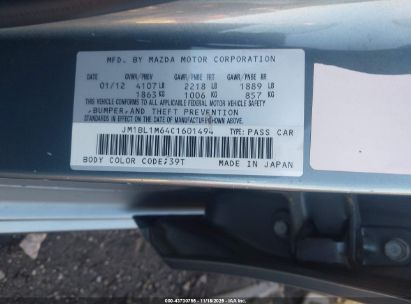 MFD. BY MAZDA MOTOR CORPORATION
DATE GVWR/PNBV GAWR/PNBE FRT GAWR/PNBE RR
01/12 4107 LB 2218 LB 1889 LB
1863 KG 1006 KG 857 KG
THIS VEHICLE CONFORMS TO ALL APPLICABLE FEDERAL MOTOR VEHICLE SAFETY
, BUMPER, AND THEFT PREVENTION
STANDARDS IN EFFECT ON THE DATE OF MANUFACTURE SHOWN ABOVE.
JM1BL1M64C1601494 TYPE: PASS CAR
BODY COLOR CODE:39T MADE IN JAPAN